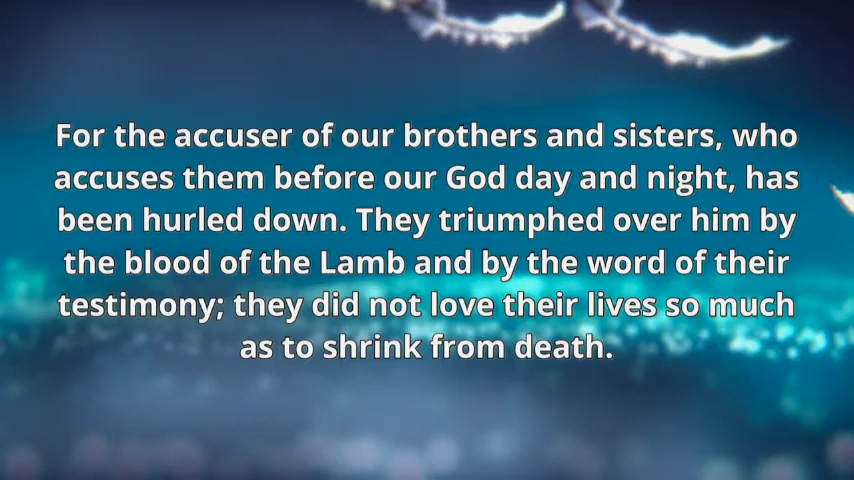 For the accuser of our brothers and sisters, who
accuses them before our God day and night, has
been hurled down. They triumphed over him by
the blood of the Lamb and by the word of their
testimony; they did not love their lives so much
as to shrink from death.